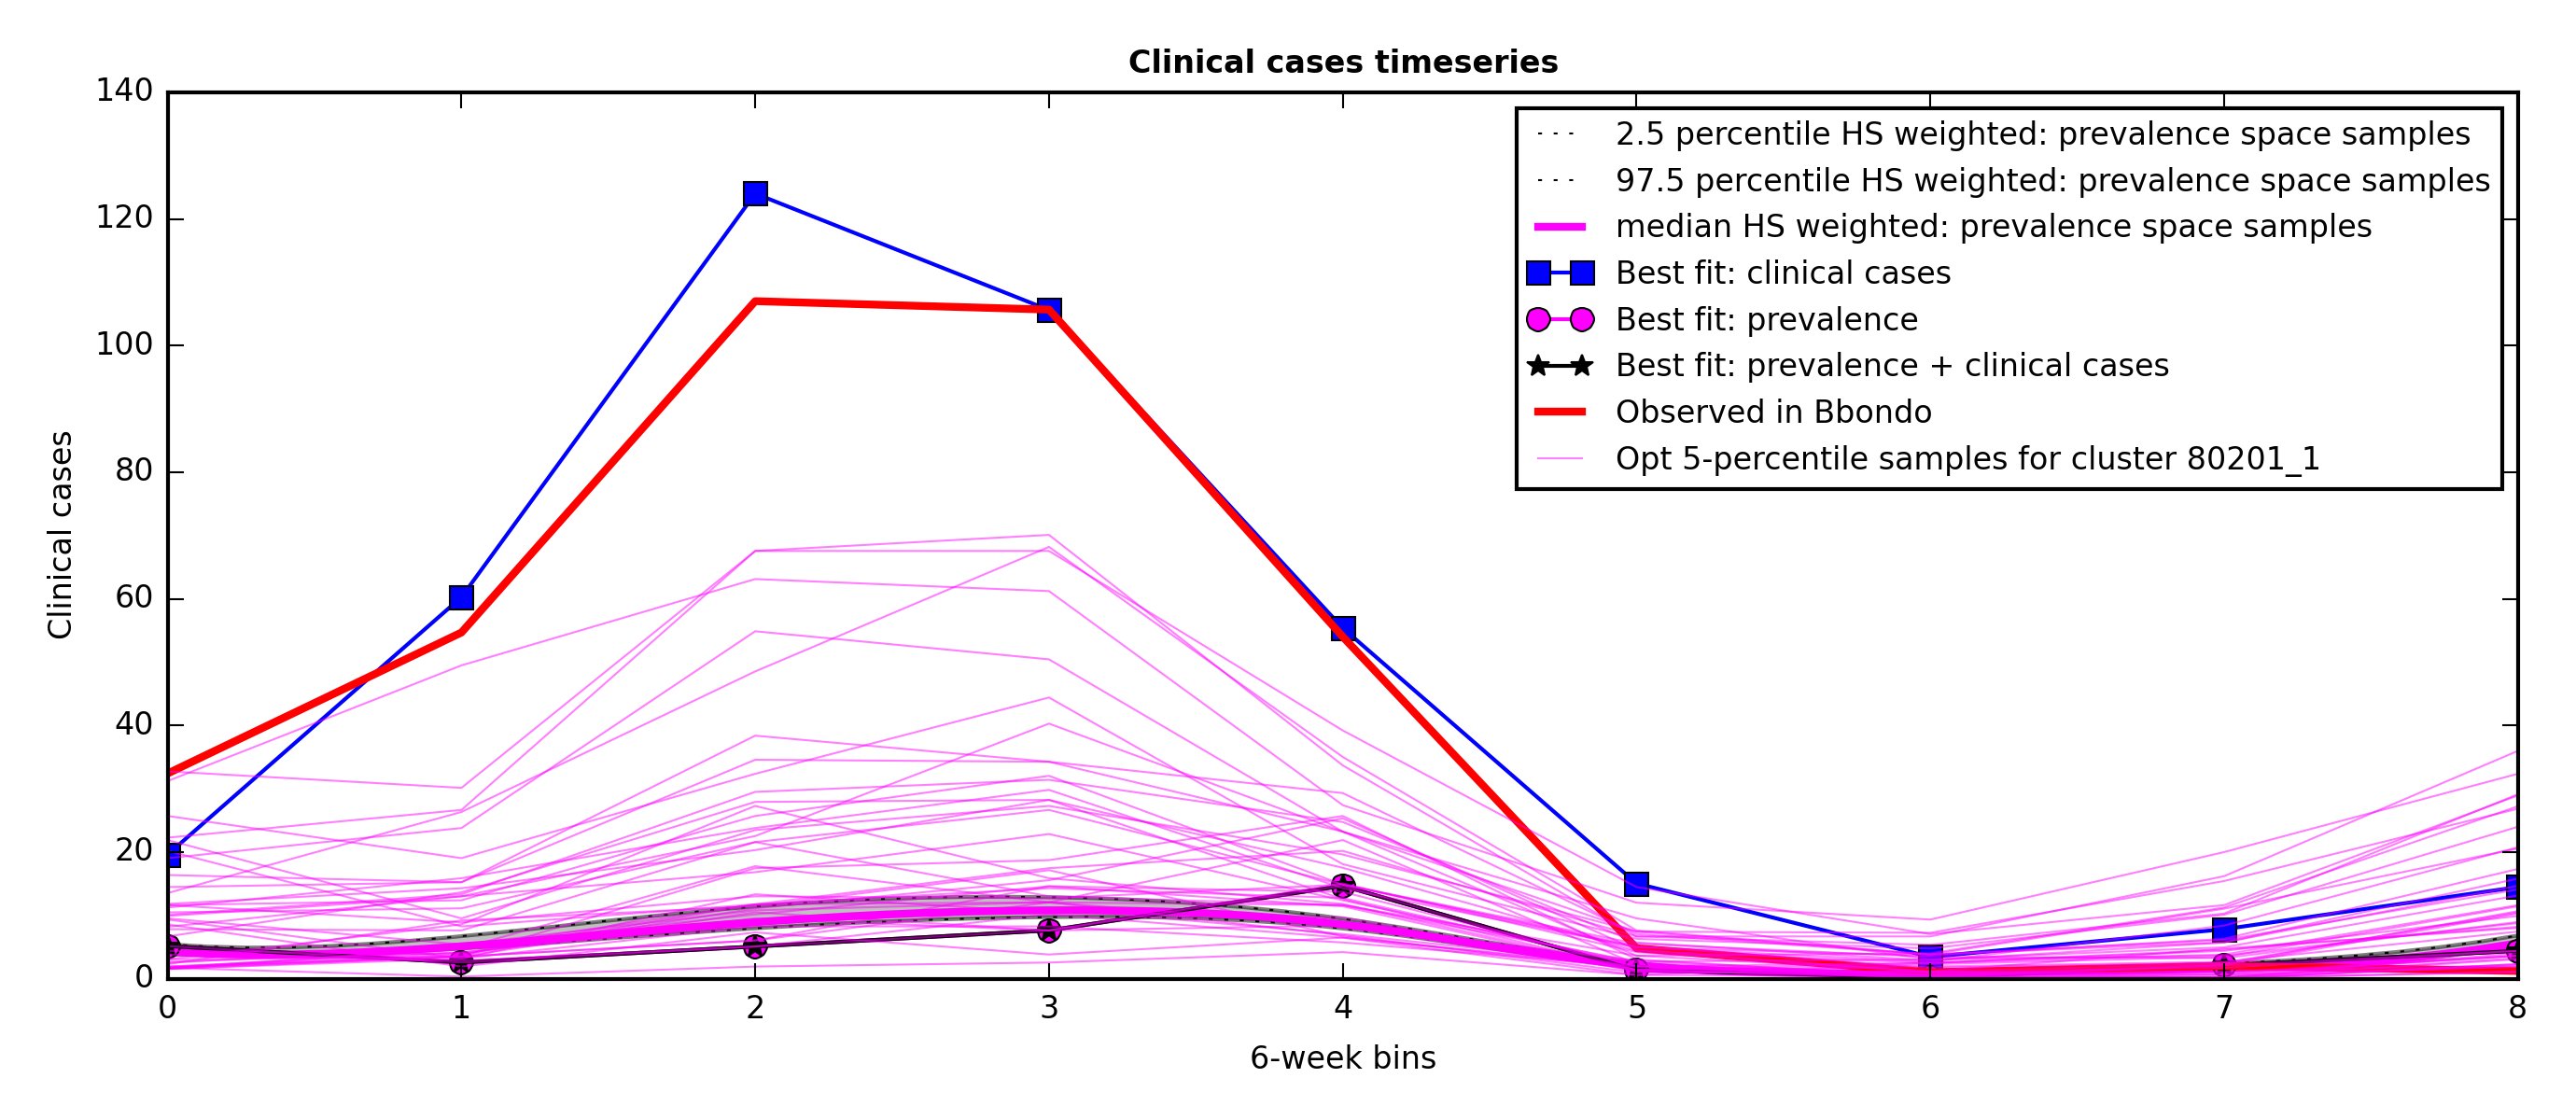 Clinical cases timeseries
140
120
100
80
60
40
20
0
Clinical cases
2.5 percentile HS weighted: prevalence space samples
97.5 percentile HS weighted: prevalence space samples
median HS weighted: prevalence space samples
Best fit: clinical cases
Best fit: prevalence
Best fit: prevalence + clinical cases
Observed in Bbondo
Opt 5-percentile samples for cluster 80201_1
0 1 2 3 4 5 6 7 8
6-week bins